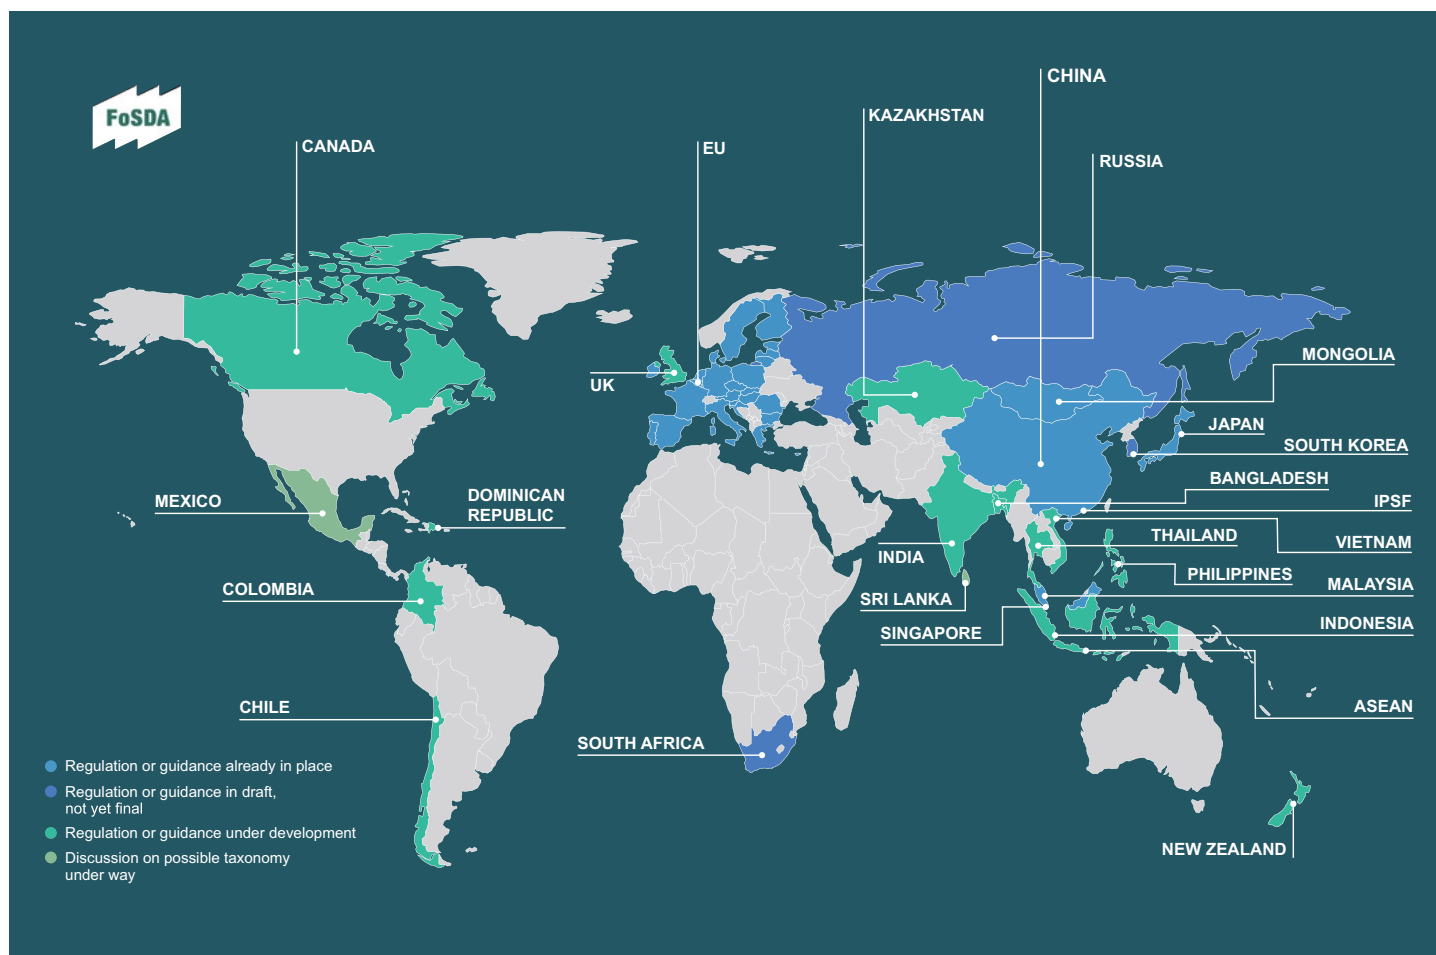 FoSDA
CHINA
KAZAKHSTAN
CANADA
EU
RUSSIA
MONGOLIA
UK
JAPAN
SOUTH KOREA
BANGLADESH
MEXICO
DOMINICAN
REPUBLIC
IPSF
THAILAND
VIETNAM
INDIA
PHILIPPINES
MALAYSIA
COLOMBIA
SRI LANKA
SINGAPORE
INDONESIA
CHILE
ASEAN
SOUTH AFRICA
Regulation or guidance already in place
Regulation or guidance in draft,
not yet final
Regulation or guidance under development
Discussion on possible taxonomy
under way
NEW ZEALAND